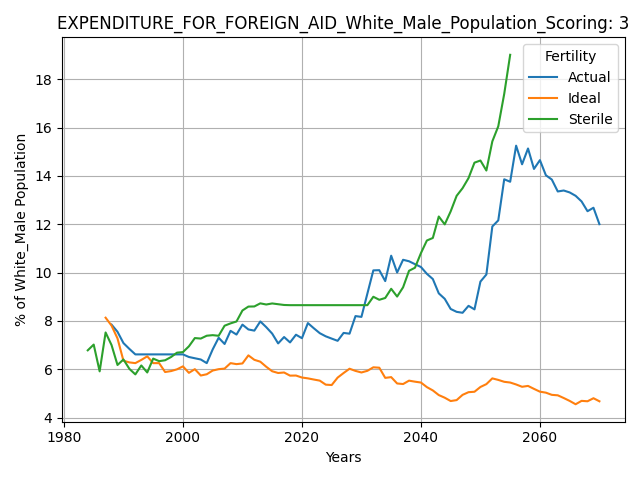 EXPENDITURE_FOR_FOREIGN_AID_White_Male_Population_Scoring: 3
Fertility
Actual
Ideal
Sterile
% of White_Male Population
18
16
14
12
10
8
6
4
1980
2000
2020
2040
2060
Years